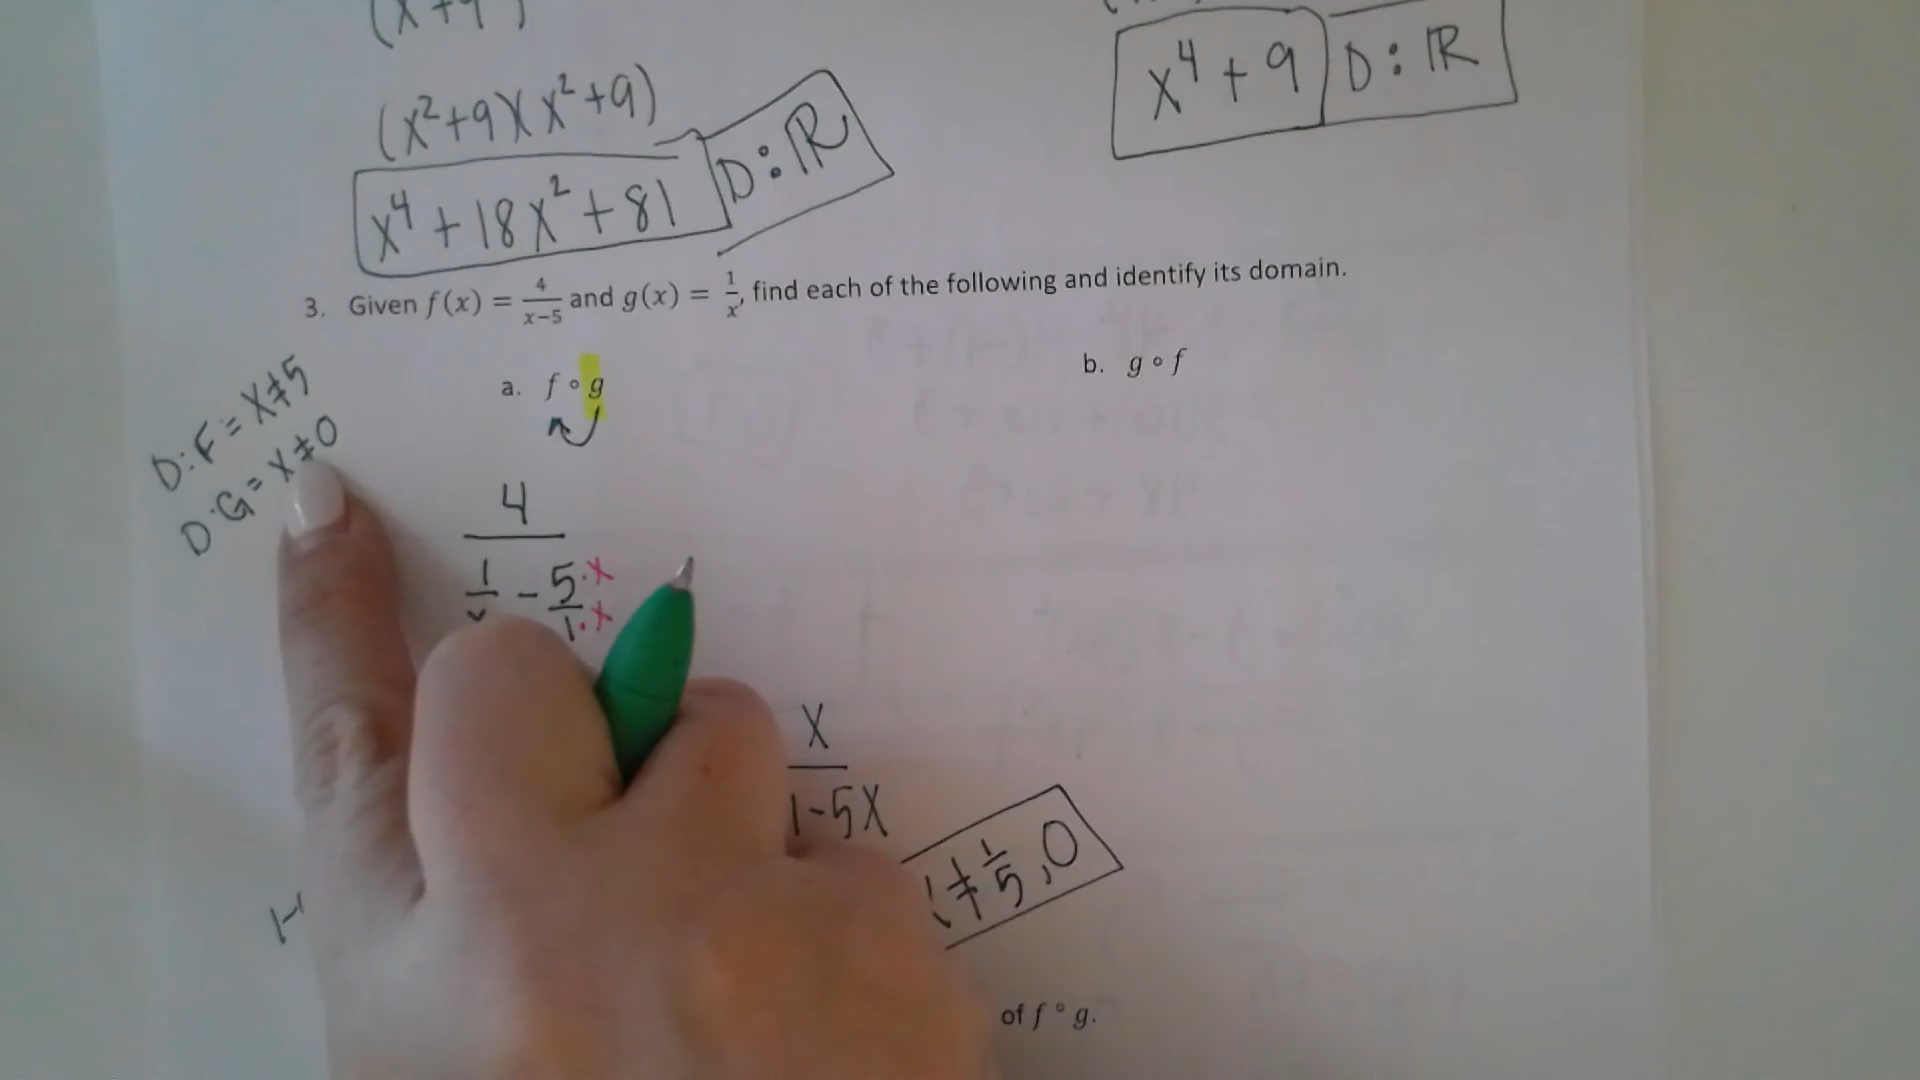 (x²+9)(x²+9)
x⁴+18x²+81 D:ℝ
x⁴+9 D:ℝ
3. Given f(x) = 4/(x−5) and g(x) = 1/x, find each of the following and identify its domain.
D:F = X≠5
D:G = X≠0
a. f∘g
b. g∘f
4
1/x − 5·x/1·x
x
1-5x
≠ 1/5, 0
of f∘g.